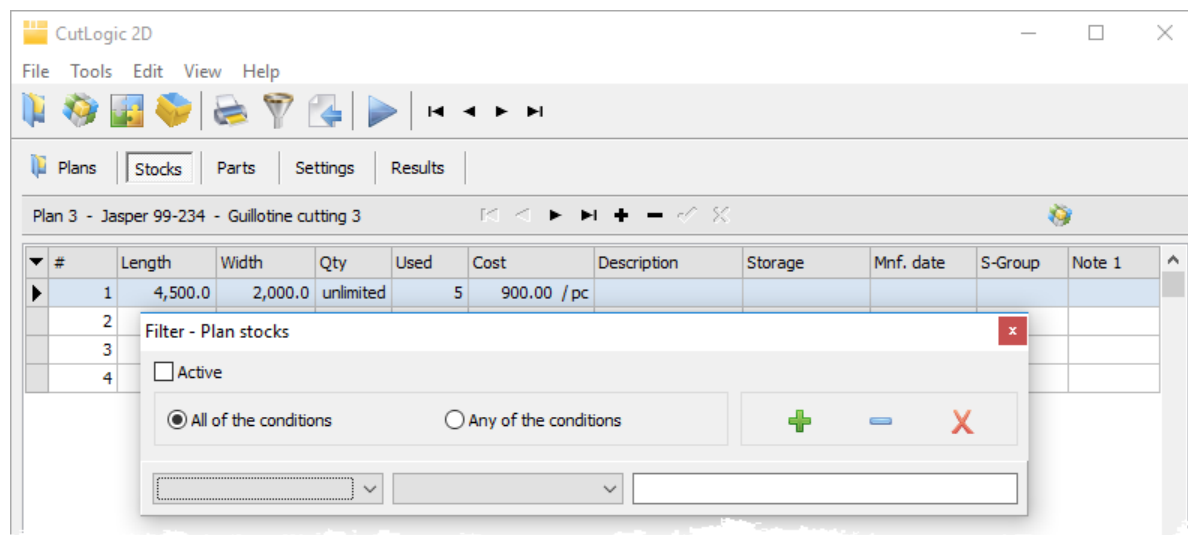 CutLogic 2D
File Tools Edit View Help
Plans Stocks Parts Settings Results
Plan 3 - Jasper 99-234 - Guillotine cutting 3
# Length Width Qty Used Cost Description Storage Mnf. date S-Group Note 1
1 4,500.0 2,000.0 unlimited 5 900.00 / pc
2
Filter - Plan stocks
3
Active
4
All of the conditions Any of the conditions